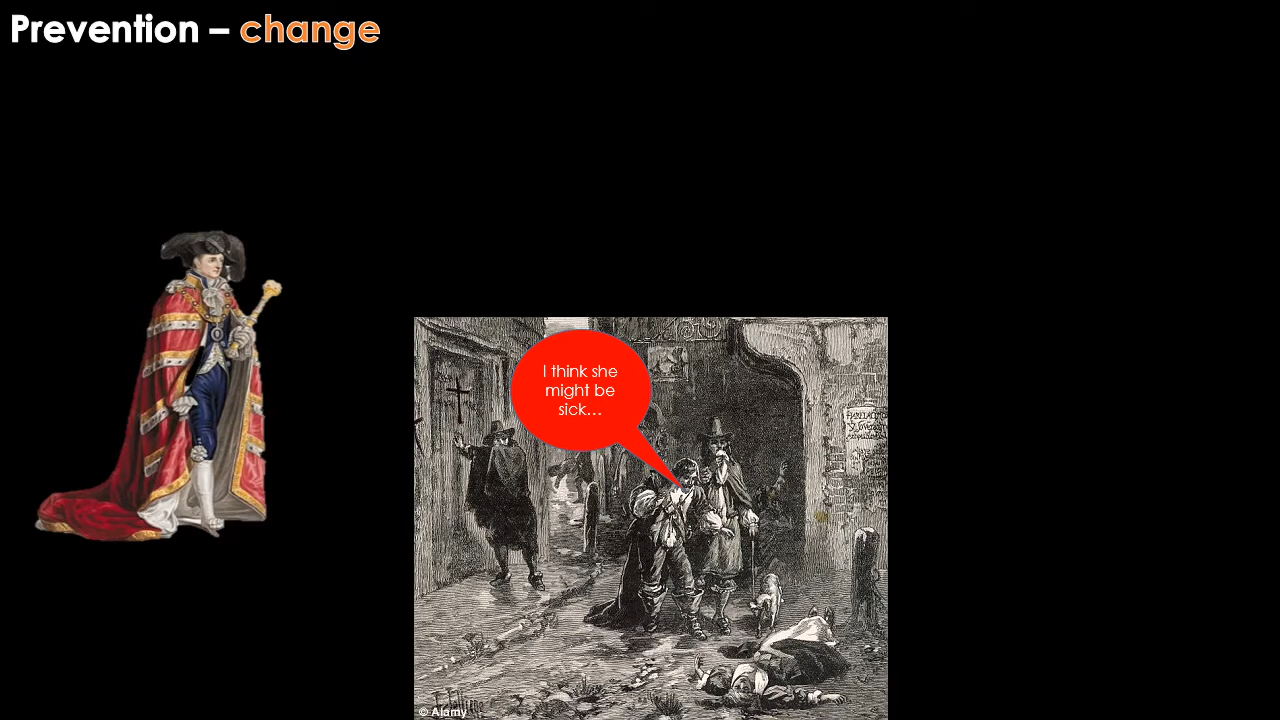 Prevention – change
I think she
might be
sick...
© Alamy